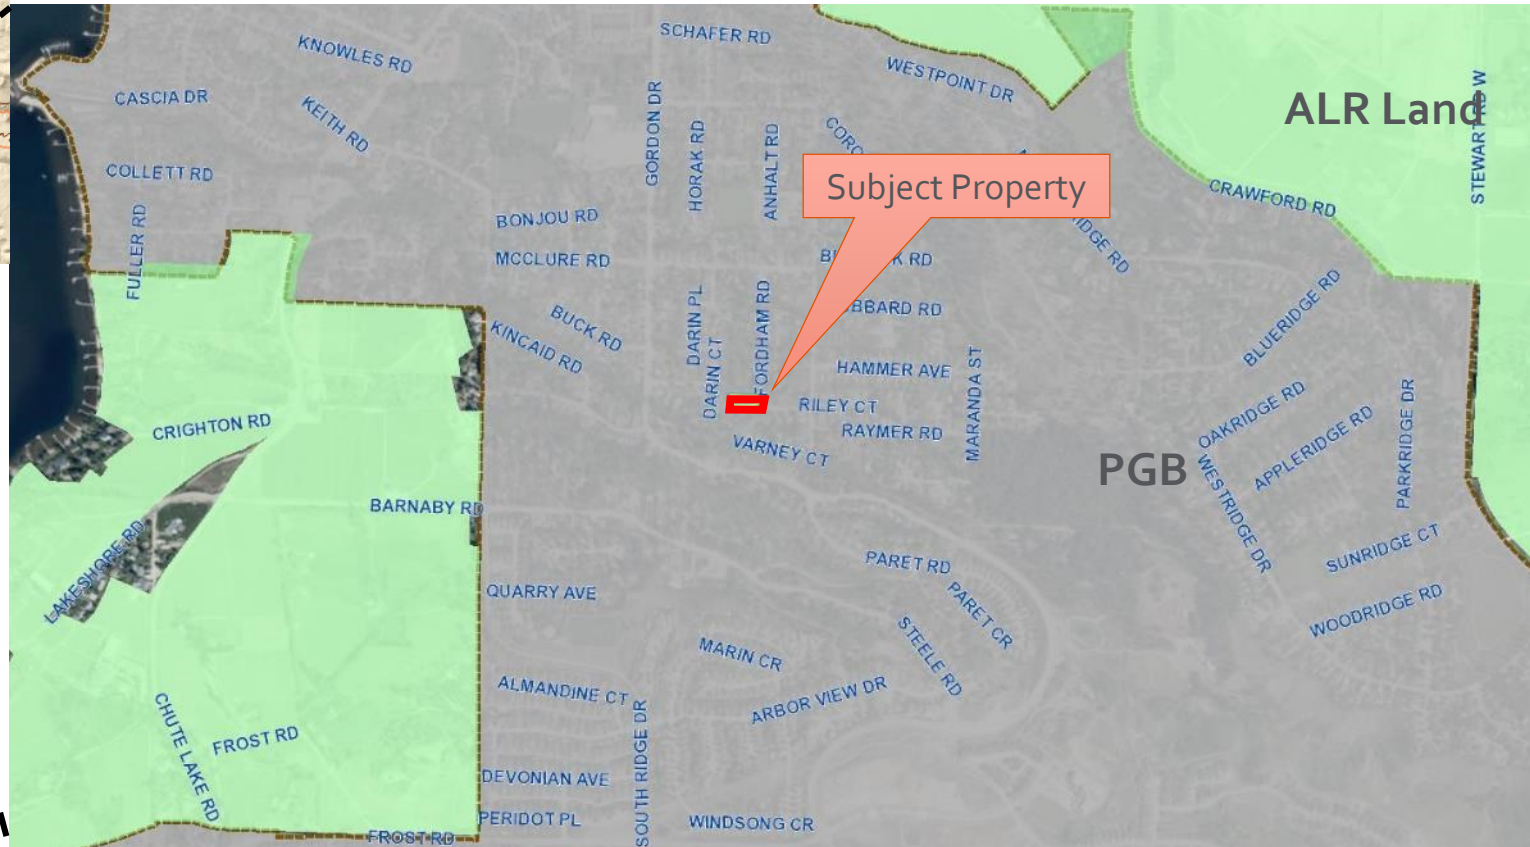 SCHAFER RD
KNOWLES RD
WESTPOINT DR
CASCIA DR
KEITH RD
GORDON DR
HORAK RD
ANHALT RD
ALR Land
STEWART RD W
COLLETT RD
Subject Property
CRAWFORD RD
FULLER RD
BONJOU RD
MCCLURE RD
BUCK RD
KINCAID RD
DARIN PL
DARIN CT
FORDHAM RD
HAMMER AVE
MARANDA ST
BLUERIDGE RD
RILEY CT
RAYMER RD
OAKRIDGE RD
APPLERIDGE RD
PARKRIDGE DR
CRIGHTON RD
VARNEY CT
PGB
WESTRIDGE DR
BARNABY RD
LAKESHORE RD
SUNRIDGE CT
PARET RD
PARET CR
QUARRY AVE
WOODRIDGE RD
STEELE RD
MARIN CR
ALMANDINE CT
ARBOR VIEW DR
CHUTE LAKE RD
FROST RD
SOUTH RIDGE DR
DEVONIAN AVE
PERIDOT PL
WINDSONG CR
FROST RD